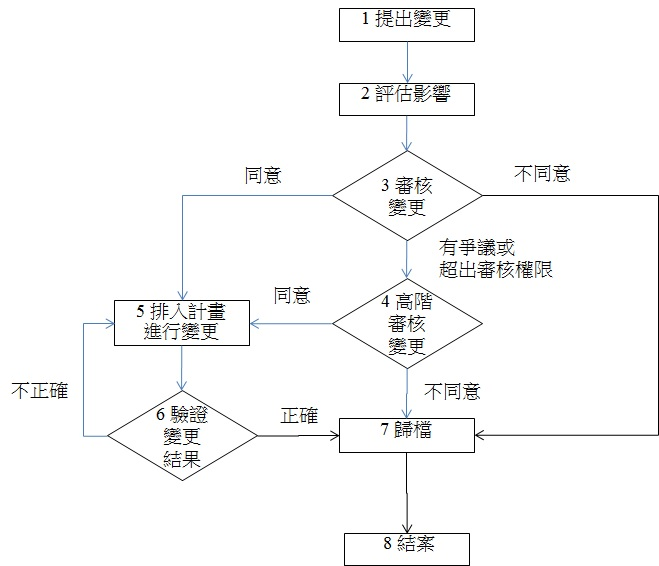 1 提出變更
2 評估影響
同意
3 審核
變更
不同意
有爭議或
超出審核權限
5 排入計畫
進行變更
同意
4 高階
審核
變更
不正確
6 驗證
變更
結果
正確
不同意
7 歸檔
8 結案